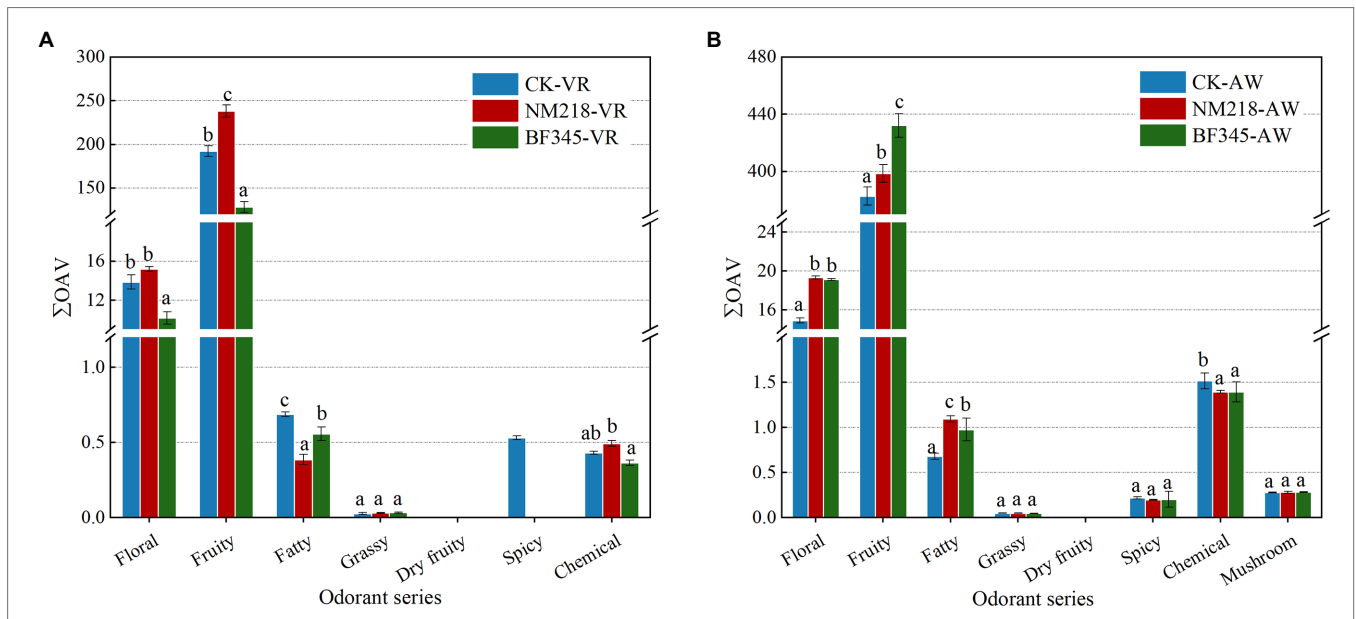 A
300
250
200
150
16
12
1.0
0.5
0.0
∑OAV
CK-VR
NM218-VR
BF345-VR
b b a
b c a
c a b
a a a
ab b a
Floral Fruity Fatty Grassy Dry fruity Spicy Chemical
Odorant series
B
480
440
400
24
20
16
1.5
1.0
0.5
0.0
∑OAV
CK-AW
NM218-AW
BF345-AW
a b b
a b c
a c b
a a a
a a a
b a a
a a a
Floral Fruity Fatty Grassy Dry fruity Spicy Chemical Mushroom
Odorant series